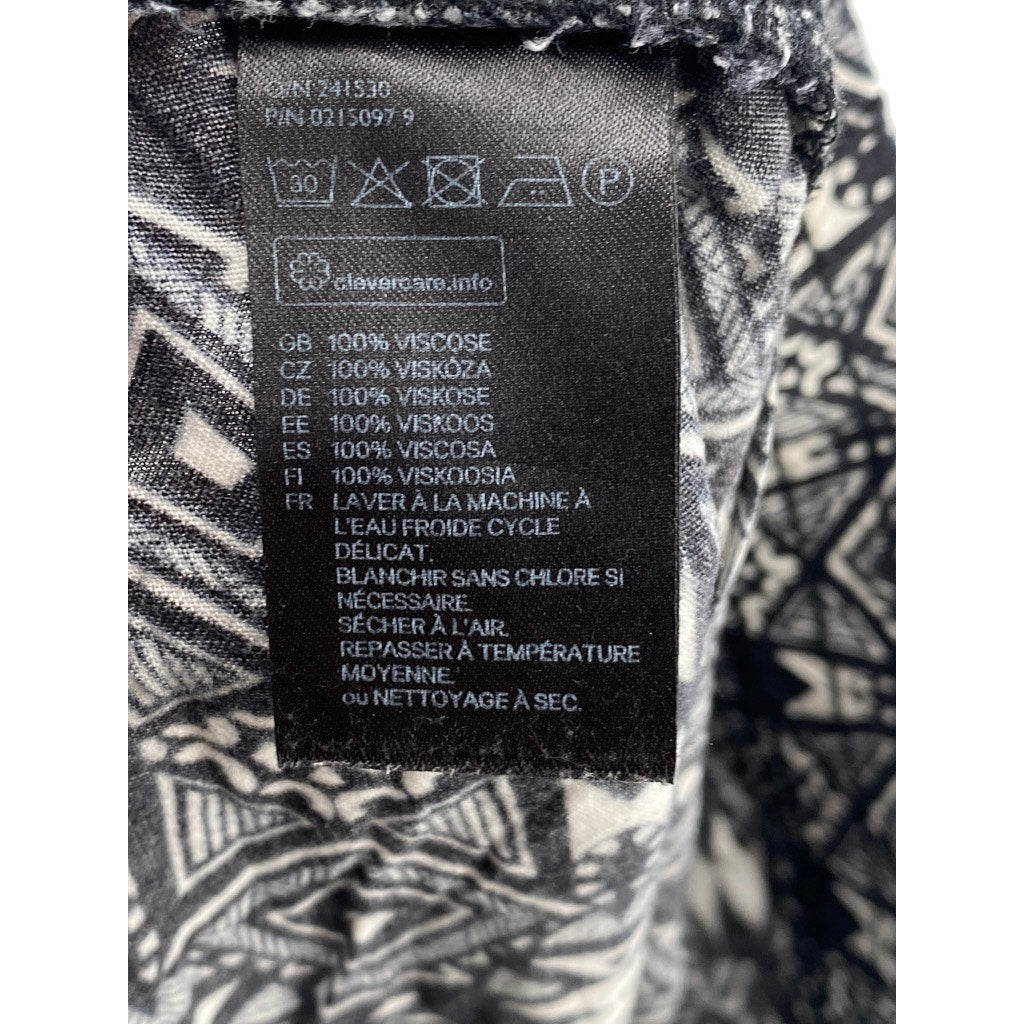 O/N 241530
P/N 0215097 9
30 P
clevercare.info
GB 100% VISCOSE
CZ 100% VISKÓZA
DE 100% VISKOSE
EE 100% VISKOOS
ES 100% VISCOSA
FI 100% VISKOOSIA
FR LAVER À LA MACHINE À
L'EAU FROIDE CYCLE
DÉLICAT.
BLANCHIR SANS CHLORE SI
NÉCESSAIRE.
SÉCHER À L'AIR.
REPASSER À TEMPÉRATURE
MOYENNE.
ou NETTOYAGE À SEC.